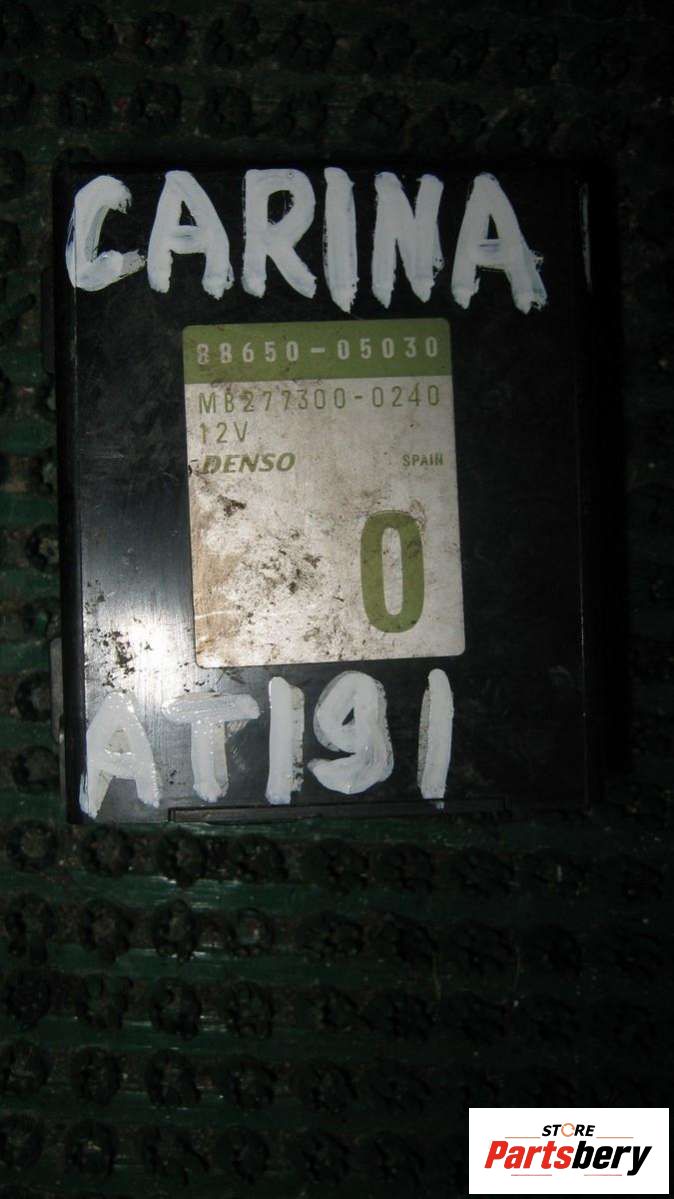 CARINA
88650-05030
MB277300-0240
12V
DENSO SPAIN
0
AT191
STORE
Partsbery